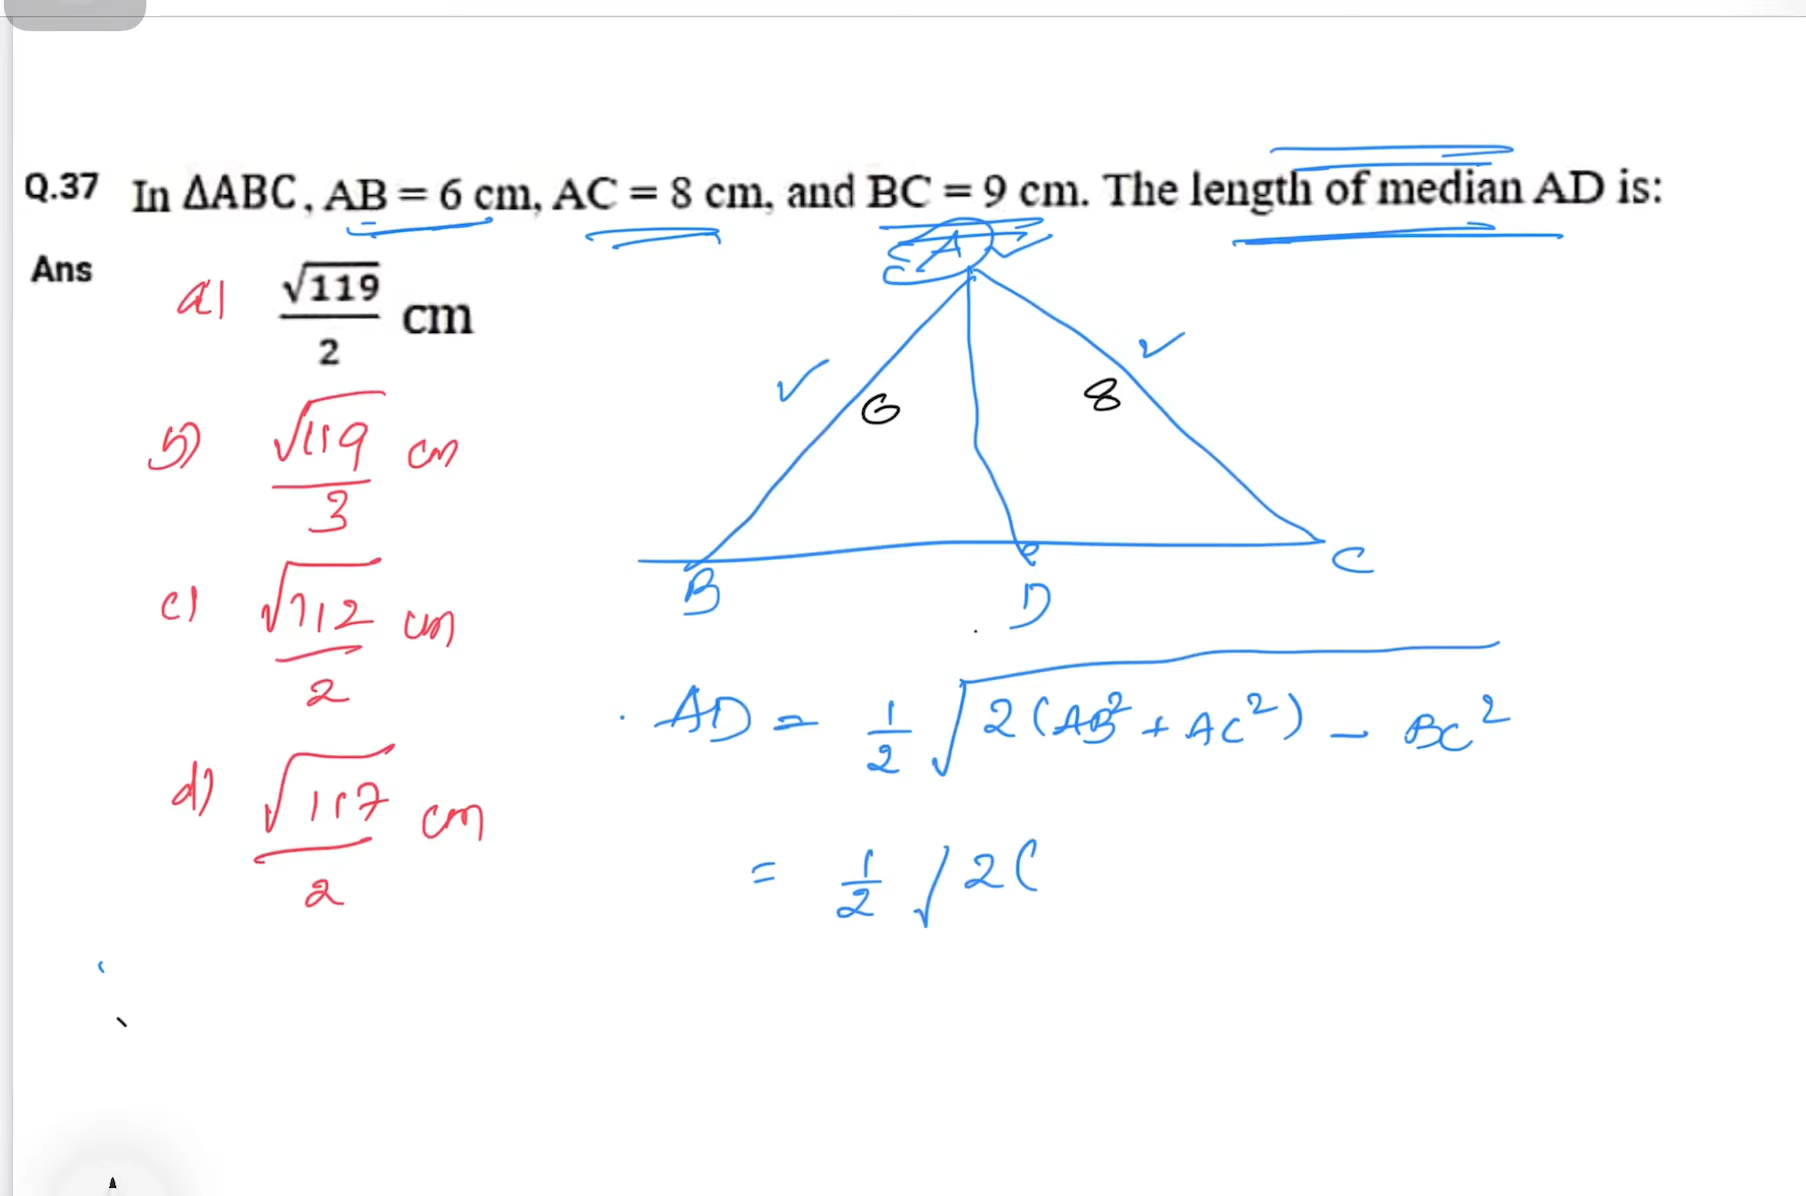 Q.37 In ΔABC, AB = 6 cm, AC = 8 cm, and BC = 9 cm. The length of median AD is:
Ans
a) √119/2 cm
b) √119/3 cm
c) √112/2 cm
d) √117/2 cm
A
6
8
B
D
C
AD = 1/2 √2(AB² + AC²) - BC²
= 1/2 √2(